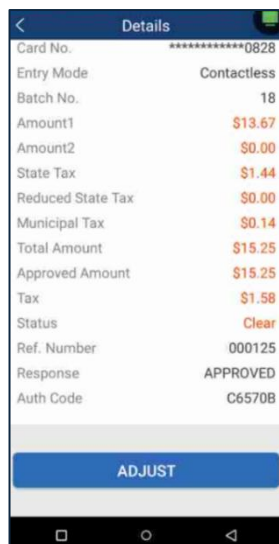 Details
Card No. ************0828
Entry Mode Contactless
Batch No. 18
Amount1 $13.67
Amount2 $0.00
State Tax $1.44
Reduced State Tax $0.00
Municipal Tax $0.14
Total Amount $15.25
Approved Amount $15.25
Tax $1.58
Status Clear
Ref. Number 000125
Response APPROVED
Auth Code C6570B
ADJUST